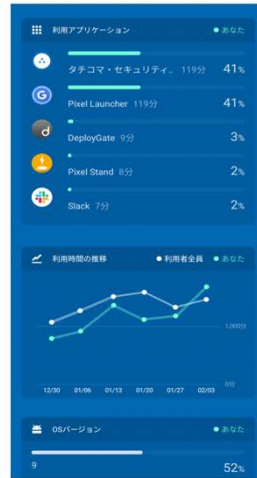 利用アプリケーション ●あなた
タチコマ・セキュリティ.. 119分 41%
Pixel Launcher 119分 41%
DeployGate 9分 3%
Pixel Stand 8分 2%
Slack 7分 2%
利用時間の推移 ●利用者全員 ●あなた
1,000分
0分
12/30 01/06 01/13 01/20 01/27 02/03
OSバージョン ●あなた
9 52%